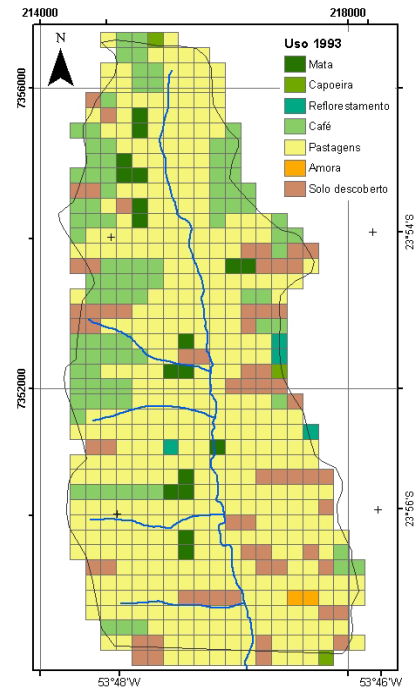 214000 218000
N
Uso 1993
Mata
Capoeira
Reflorestamento
Café
Pastagens
Amora
Solo descoberto
7356000
23°54'S
7352000
23°56'S
53°48'W 53°46'W